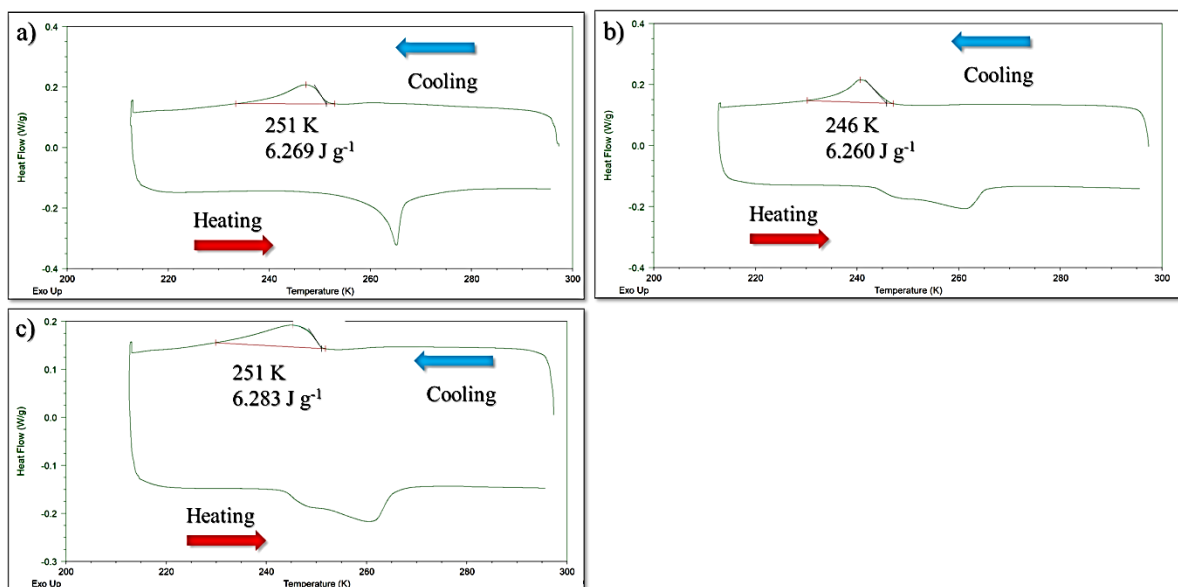 a)
Cooling
251 K
6.269 J g⁻¹
Heating
Heat Flow (W/g)
0.4
0.2
0.0
-0.2
-0.4
200
220
240
260
280
300
Exo Up
Temperature (K)
b)
Cooling
246 K
6.260 J g⁻¹
Heating
Heat Flow (W/g)
0.4
0.2
0.0
-0.2
-0.4
200
220
240
260
280
300
Exo Up
Temperature (K)
c)
Cooling
251 K
6.283 J g⁻¹
Heating
Heat Flow (W/g)
0.2
0.1
0.0
-0.1
-0.2
-0.3
200
220
240
260
280
300
Exo Up
Temperature (K)